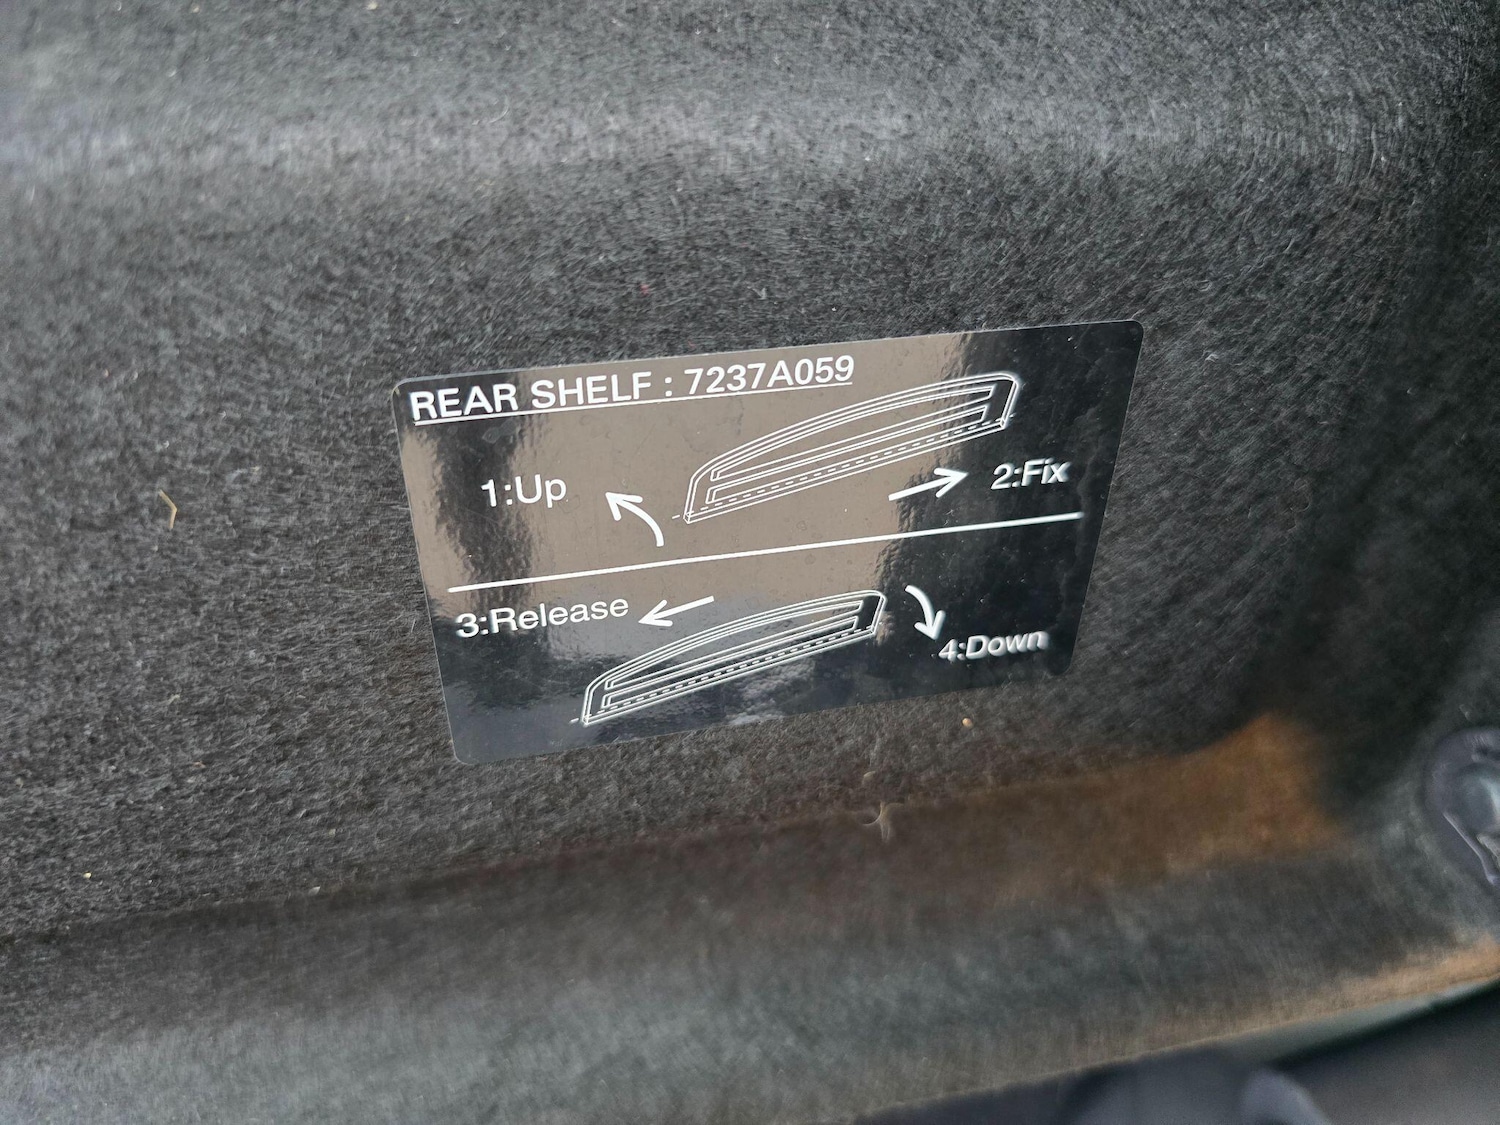 REAR SHELF : 7237A059
1:Up
2:Fix
3:Release
4:Down